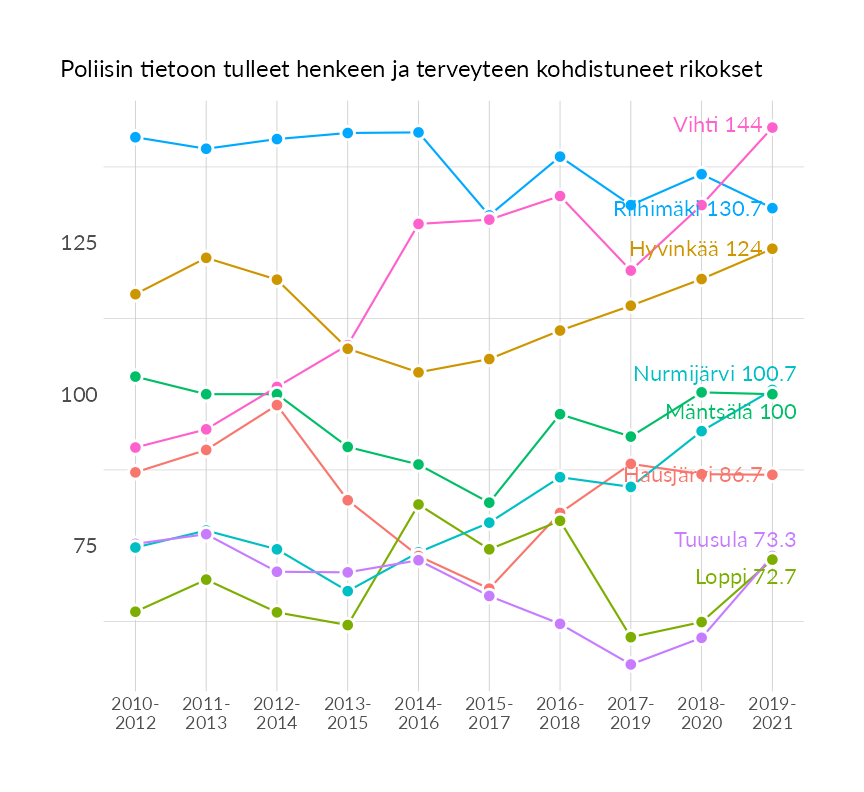 Poliisin tietoon tulleet henkeen ja terveyteen kohdistuneet rikokset
Vihti 144
Riihimäki 130.7
125
Hyvinkää 124
Nurmijärvi 100.7
100
Mäntsälä 100
Hausjärvi 86.7
Tuusula 73.3
75
Loppi 72.7
2010- 2011- 2012- 2013- 2014- 2015- 2016- 2017- 2018- 2019-
2012 2013 2014 2015 2016 2017 2018 2019 2020 2021